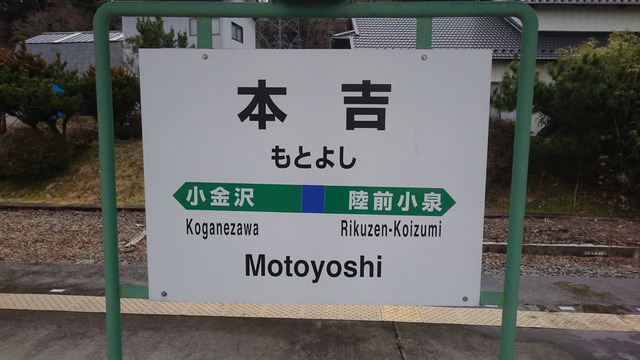 本吉
もとよし
小金沢 陸前小泉
Koganezawa Rikuzen-Koizumi
Motoyoshi